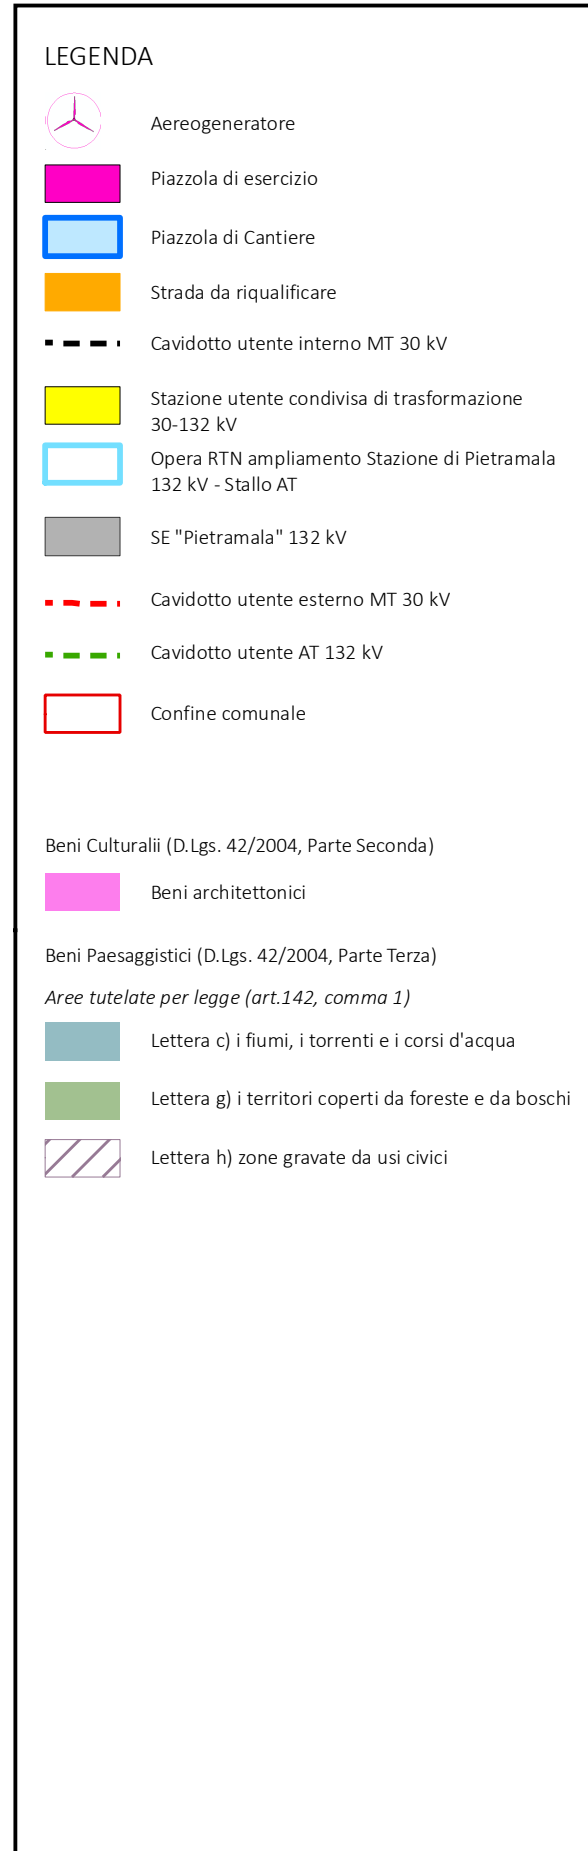 LEGENDA
Aereogeneratore
Piazzola di esercizio
Piazzola di Cantiere
Strada da riqualificare
Cavidotto utente interno MT 30 kV
Stazione utente condivisa di trasformazione
30-132 kV
Opera RTN ampliamento Stazione di Pietramala
132 kV - Stallo AT
SE "Pietramala" 132 kV
Cavidotto utente esterno MT 30 kV
Cavidotto utente AT 132 kV
Confine comunale
Beni Culturalii (D.Lgs. 42/2004, Parte Seconda)
Beni architettonici
Beni Paesaggistici (D.Lgs. 42/2004, Parte Terza)
Aree tutelate per legge (art.142, comma 1)
Lettera c) i fiumi, i torrenti e i corsi d'acqua
Lettera g) i territori coperti da foreste e da boschi
Lettera h) zone gravate da usi civici